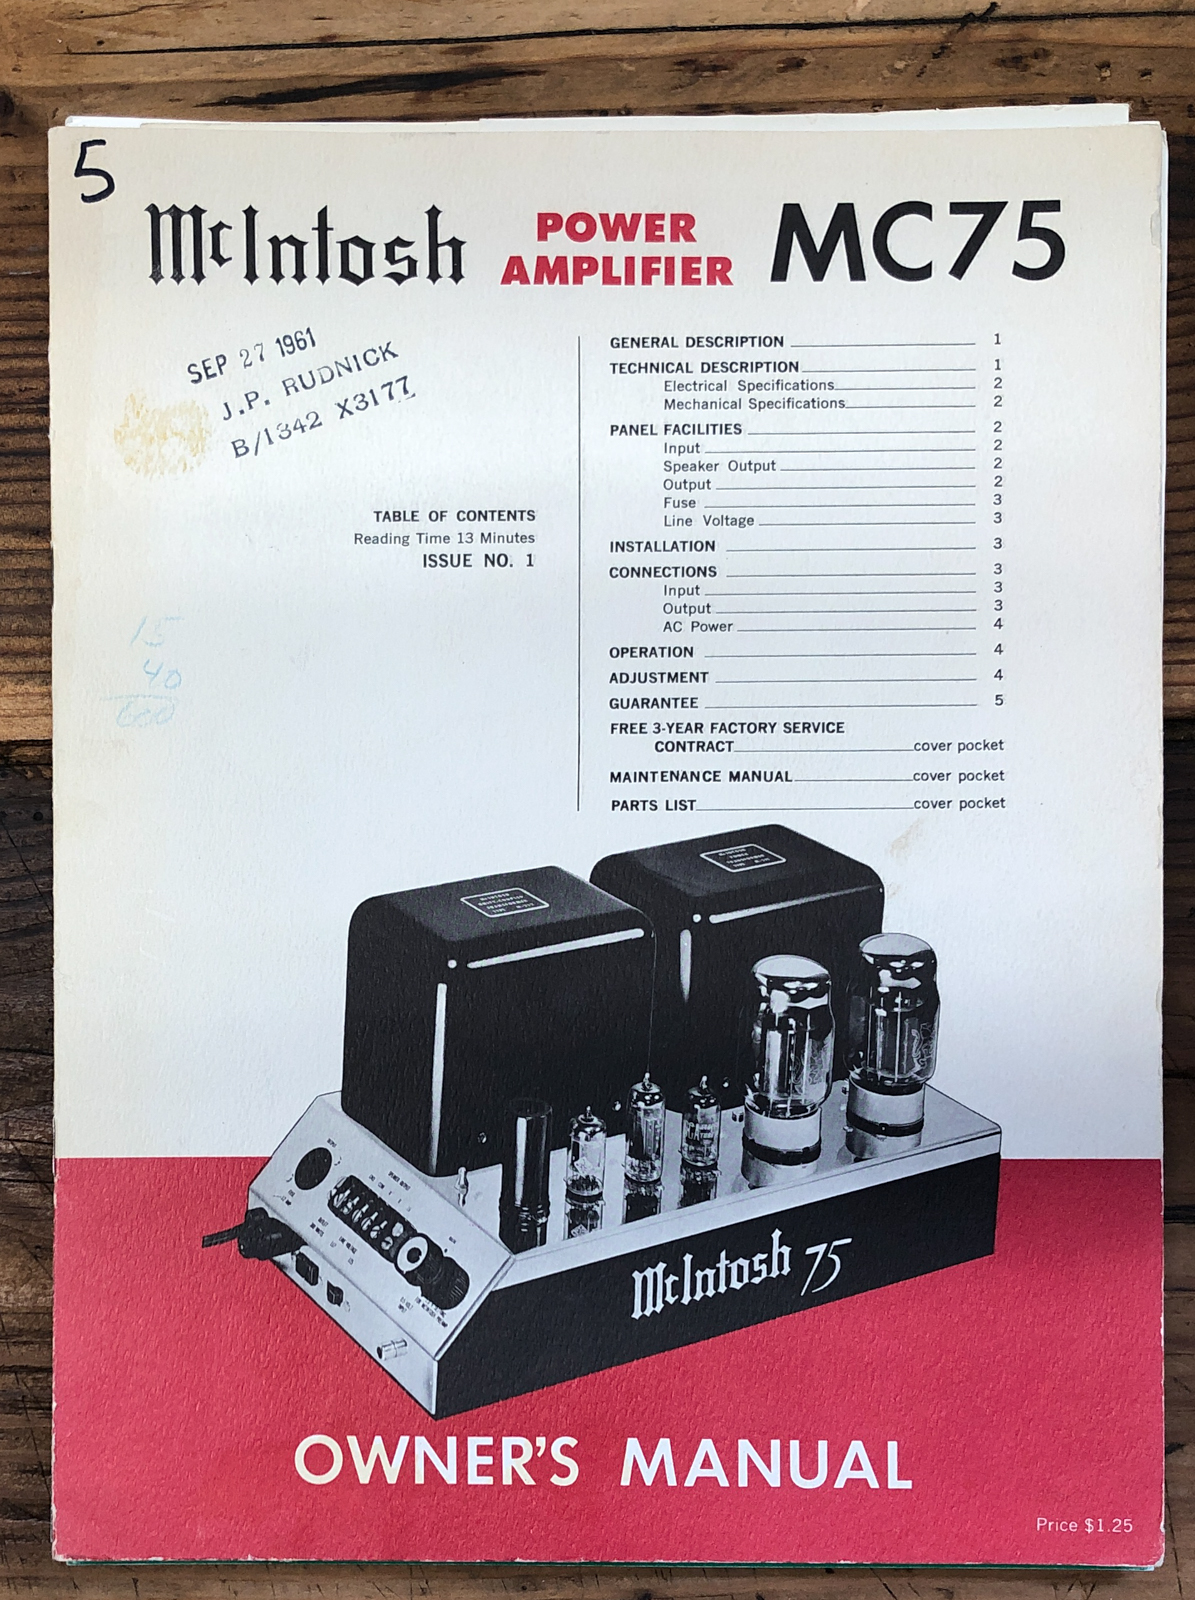 5
McIntosh POWER AMPLIFIER MC75
SEP 27 1961
J.P. RUDNICK
B/1342 X3177
TABLE OF CONTENTS
Reading Time 13 Minutes
ISSUE NO. 1
GENERAL DESCRIPTION 1
TECHNICAL DESCRIPTION 1
Electrical Specifications 2
Mechanical Specifications 2
PANEL FACILITIES 2
Input 2
Speaker Output 2
Output 2
Fuse 3
Line Voltage 3
INSTALLATION 3
CONNECTIONS 3
Input 3
Output 3
AC Power 4
OPERATION 4
ADJUSTMENT 4
GUARANTEE 5
FREE 3-YEAR FACTORY SERVICE
CONTRACT cover pocket
MAINTENANCE MANUAL cover pocket
PARTS LIST cover pocket
15
40
600
McIntosh 75
OWNER'S MANUAL
Price $1.25